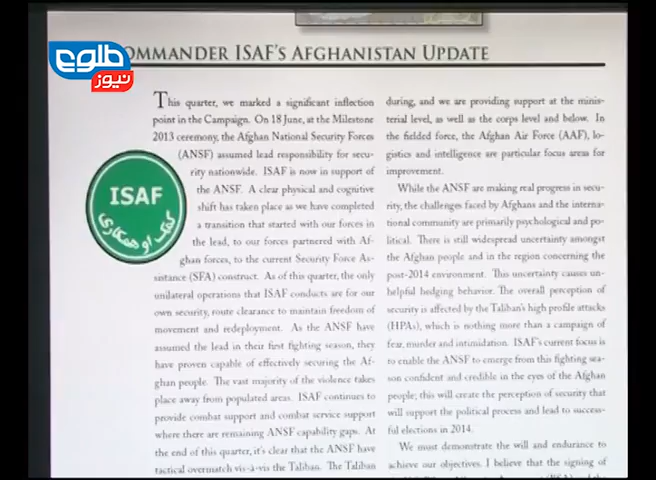 طلوع
نیوز
COMMANDER ISAF'S AFGHANISTAN UPDATE
This quarter, we marked a significant inflection
point in the Campaign. On 18 June, at the Milestone
2013 ceremony, the Afghan National Security Forces
(ANSF) assumed lead responsibility for secu-
rity nationwide. ISAF is now in support of
the ANSF. A clear physical and cognitive
shift has taken place as we have completed
a transition that started with our forces in
the lead, to our forces partnered with Af-
ghan forces, to the current Security Force As-
sistance (SFA) construct. As of this quarter, the only
unilateral operations that ISAF conducts are for our
own security, route clearance to maintain freedom of
movement and redeployment. As the ANSF have
assumed the lead in their first fighting season, they
have proven capable of effectively securing the Af-
ghan people. The vast majority of the violence takes
place away from populated areas. ISAF continues to
provide combat support and combat service support
where there are remaining ANSF capability gaps. At
the end of this quarter, it's clear that the ANSF have
tactical overmatch vis-à-vis the Taliban. The Taliban
ISAF
کمک او همکاري
during, and we are providing support at the minis-
terial level, as well as the corps level and below. In
the fielded force, the Afghan Air Force (AAF), lo-
gistics and intelligence are particular focus areas for
improvement.
While the ANSF are making real progress in secu-
rity, the challenges faced by Afghans and the interna-
tional community are primarily psychological and po-
litical. There is still widespread uncertainty amongst
the Afghan people and in the region concerning the
post-2014 environment. This uncertainty causes un-
helpful hedging behavior. The overall perception of
security is affected by the Taliban's high profile attacks
(HPAs), which is nothing more than a campaign of
fear, murder and intimidation. ISAF's current focus is
to enable the ANSF to emerge from this fighting sea-
son confident and credible in the eyes of the Afghan
people; this will create the perception of security that
will support the political process and lead to success-
ful elections in 2014.
We must demonstrate the will and endurance to
achieve our objectives. I believe that the signing of